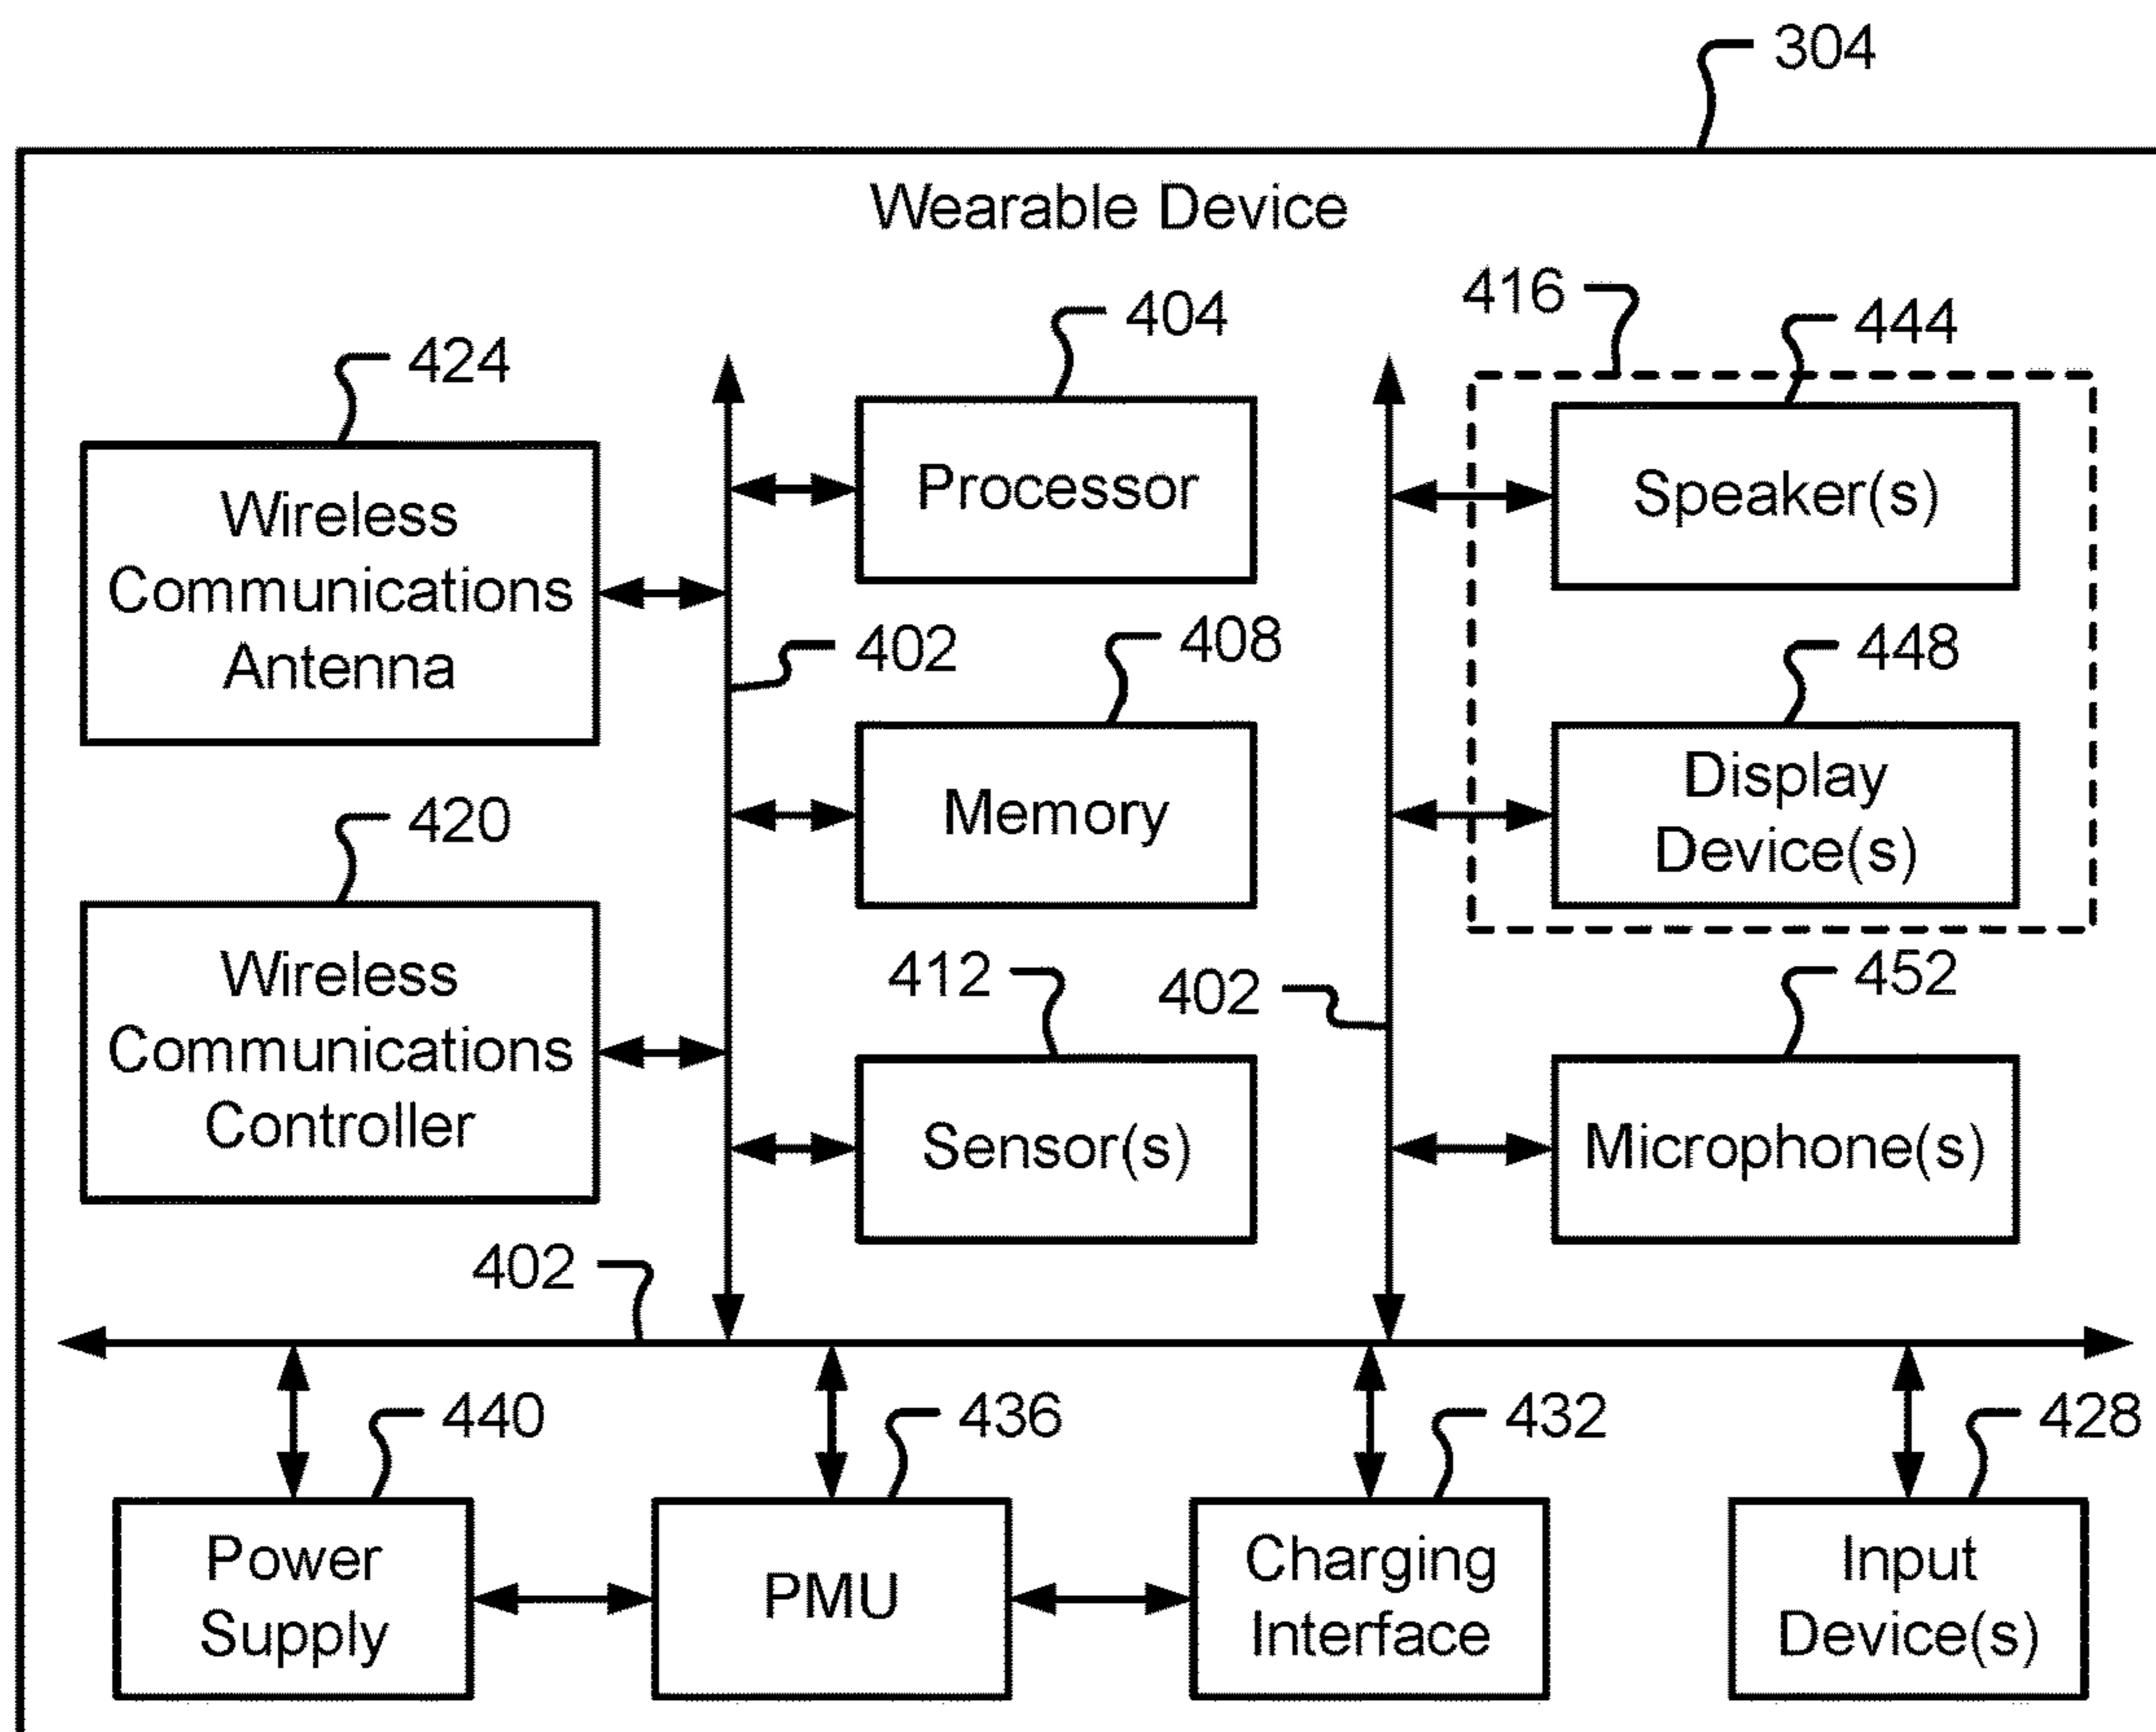 304
Wearable Device
416
444
404
424
Wireless
Communications
Antenna
Processor
Speaker(s)
402
408
448
Memory
Display
Device(s)
420
Wireless
Communications
Controller
412
402
452
Sensor(s)
Microphone(s)
402
440
436
432
428
Power
Supply
PMU
Charging
Interface
Input
Device(s)